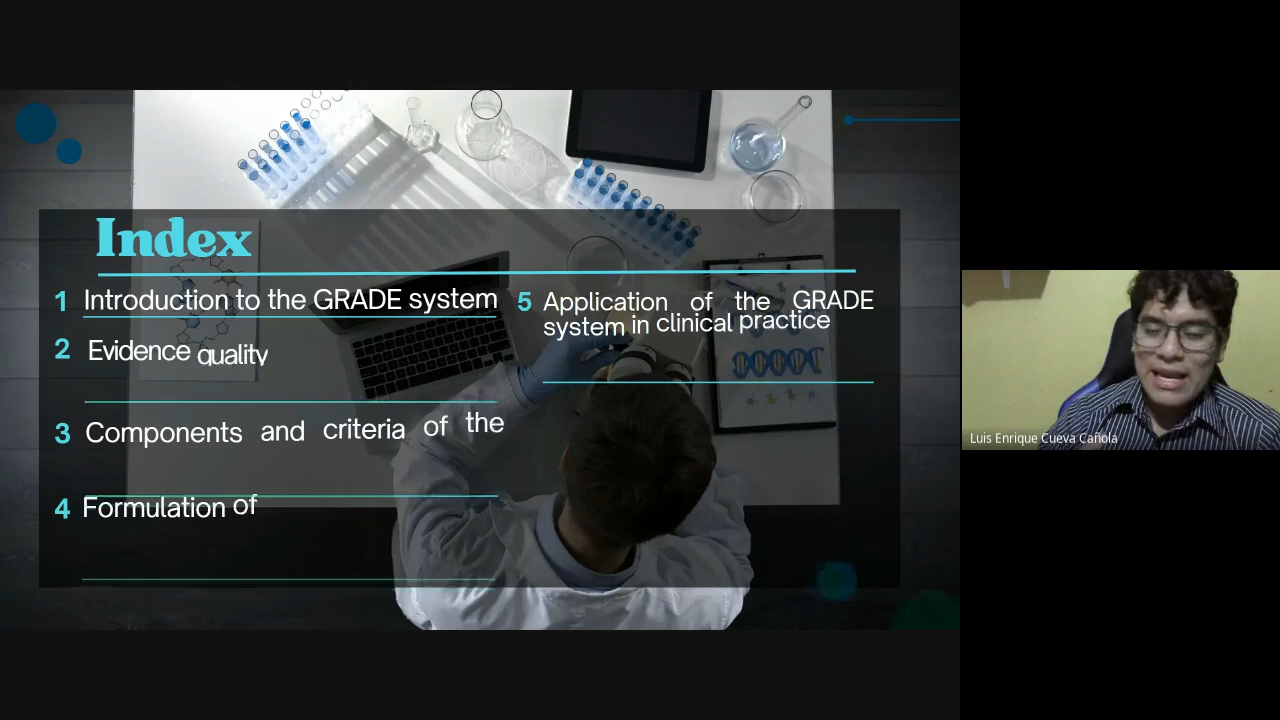 Index
1 Introduction to the GRADE system
2 Evidence quality
3 Components and criteria of the
4 Formulation of
5 Application of the GRADE
system in clinical practice
Luis Enrique Cueva Cañola